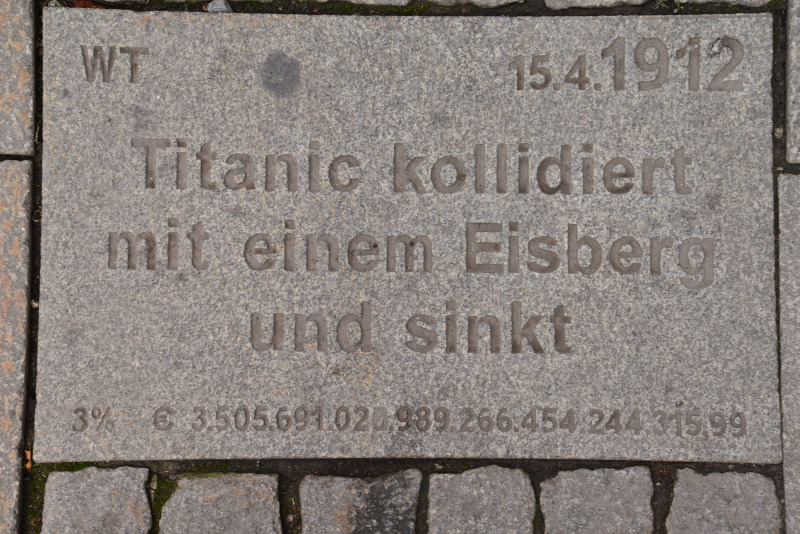 WT 15.4.1912
Titanic kollidiert
mit einem Eisberg
und sinkt
3% € 3.505.691.026.989.266.454.244.315,99